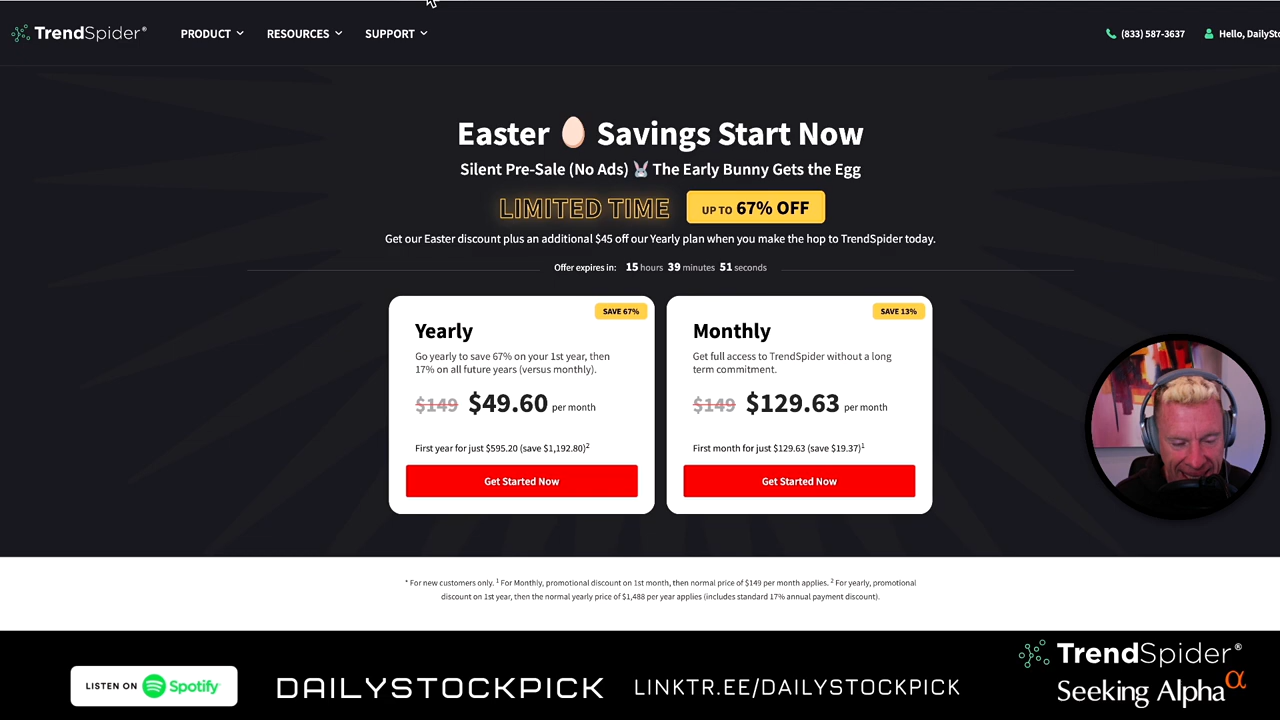 TrendSpider®
PRODUCT
RESOURCES
SUPPORT
(833) 587-3637
Hello, DailySto
Easter Savings Start Now
Silent Pre-Sale (No Ads) The Early Bunny Gets the Egg
LIMITED TIME UP TO 67% OFF
Get our Easter discount plus an additional $45 off our Yearly plan when you make the hop to TrendSpider today.
Offer expires in: 15 hours 39 minutes 51 seconds
SAVE 67%
Yearly
Go yearly to save 67% on your 1st year, then
17% on all future years (versus monthly).
$149 $49.60 per month
First year for just $595.20 (save $1,192.80)2
Get Started Now
SAVE 13%
Monthly
Get full access to TrendSpider without a long
term commitment.
$149 $129.63 per month
First month for just $129.63 (save $19.37)1
Get Started Now
* For new customers only. 1 For Monthly, promotional discount on 1st month, then normal price of $149 per month applies. 2 For yearly, promotional
discount on 1st year, then the normal yearly price of $1,488 per year applies (includes standard 17% annual payment discount).
LISTEN ON Spotify
DAILYSTOCKPICK
LINKTR.EE/DAILYSTOCKPICK
TrendSpider®
Seeking Alpha α